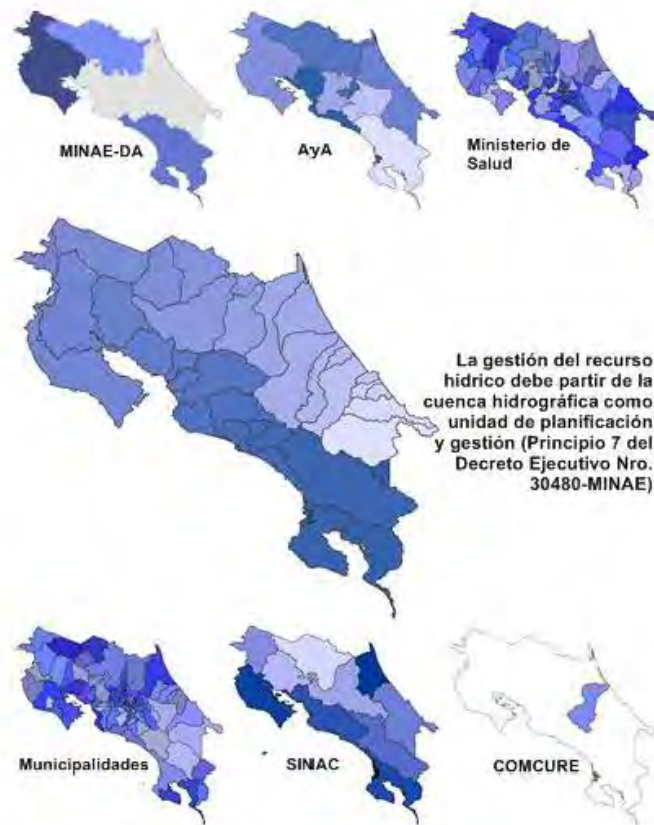 MINAE-DA
AyA
Ministerio de
Salud
La gestión del recurso
hídrico debe partir de la
cuenca hidrográfica como
unidad de planificación
y gestión (Principio 7 del
Decreto Ejecutivo Nro.
30480-MINAE)
Municipalidades
SINAC
COMCURE